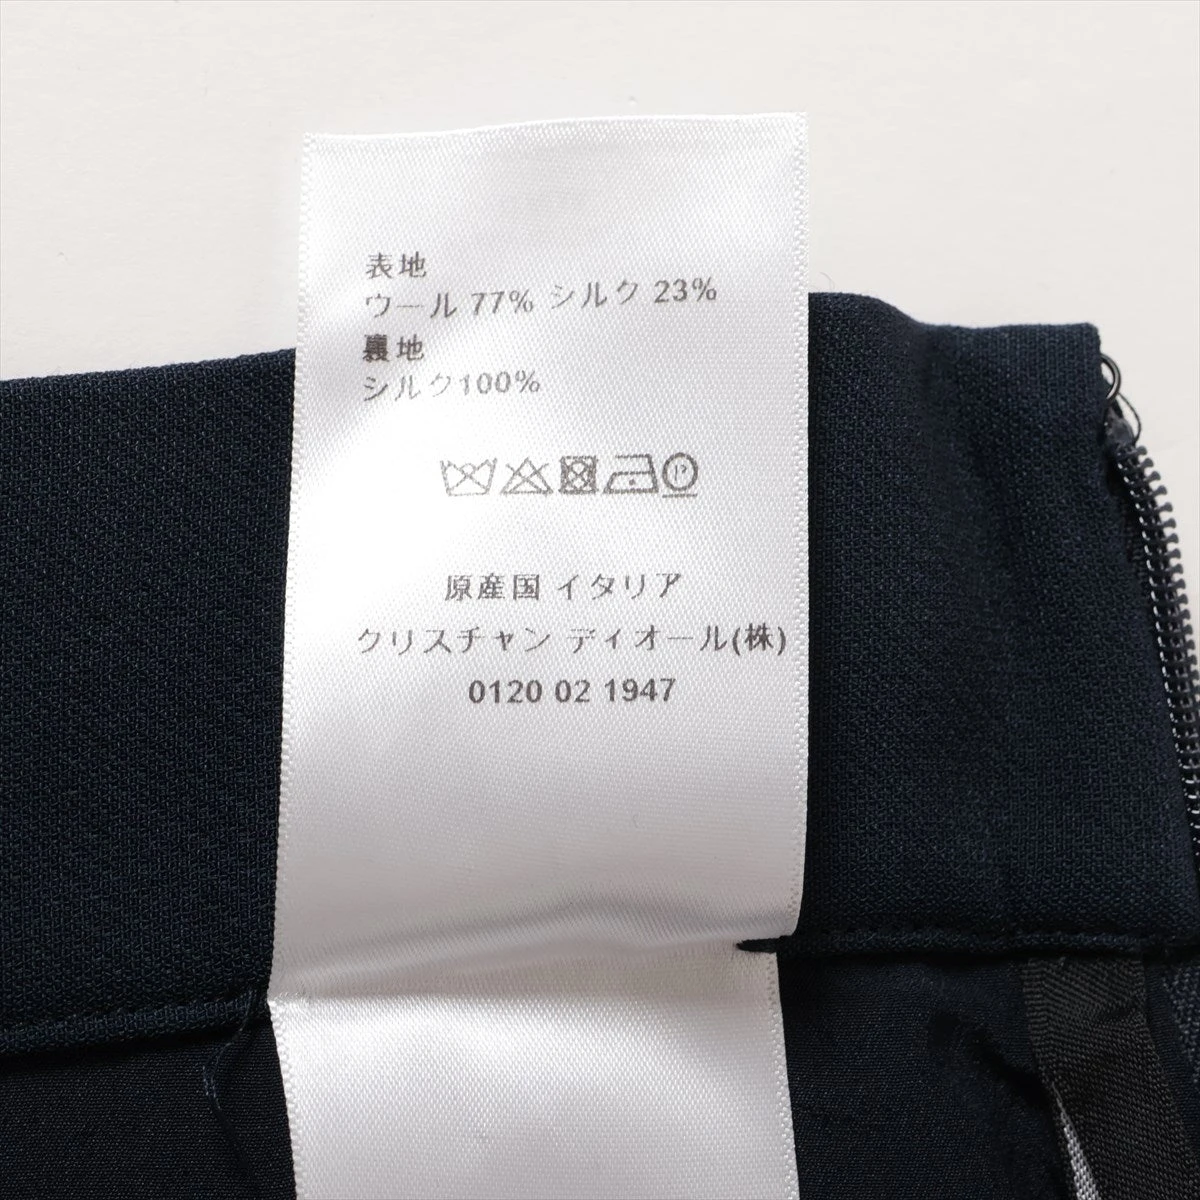 表地
ウール 77% シルク 23%
裏地
シルク100%
P
原産国 イタリア
クリスチャン ディオール(株)
0120 02 1947